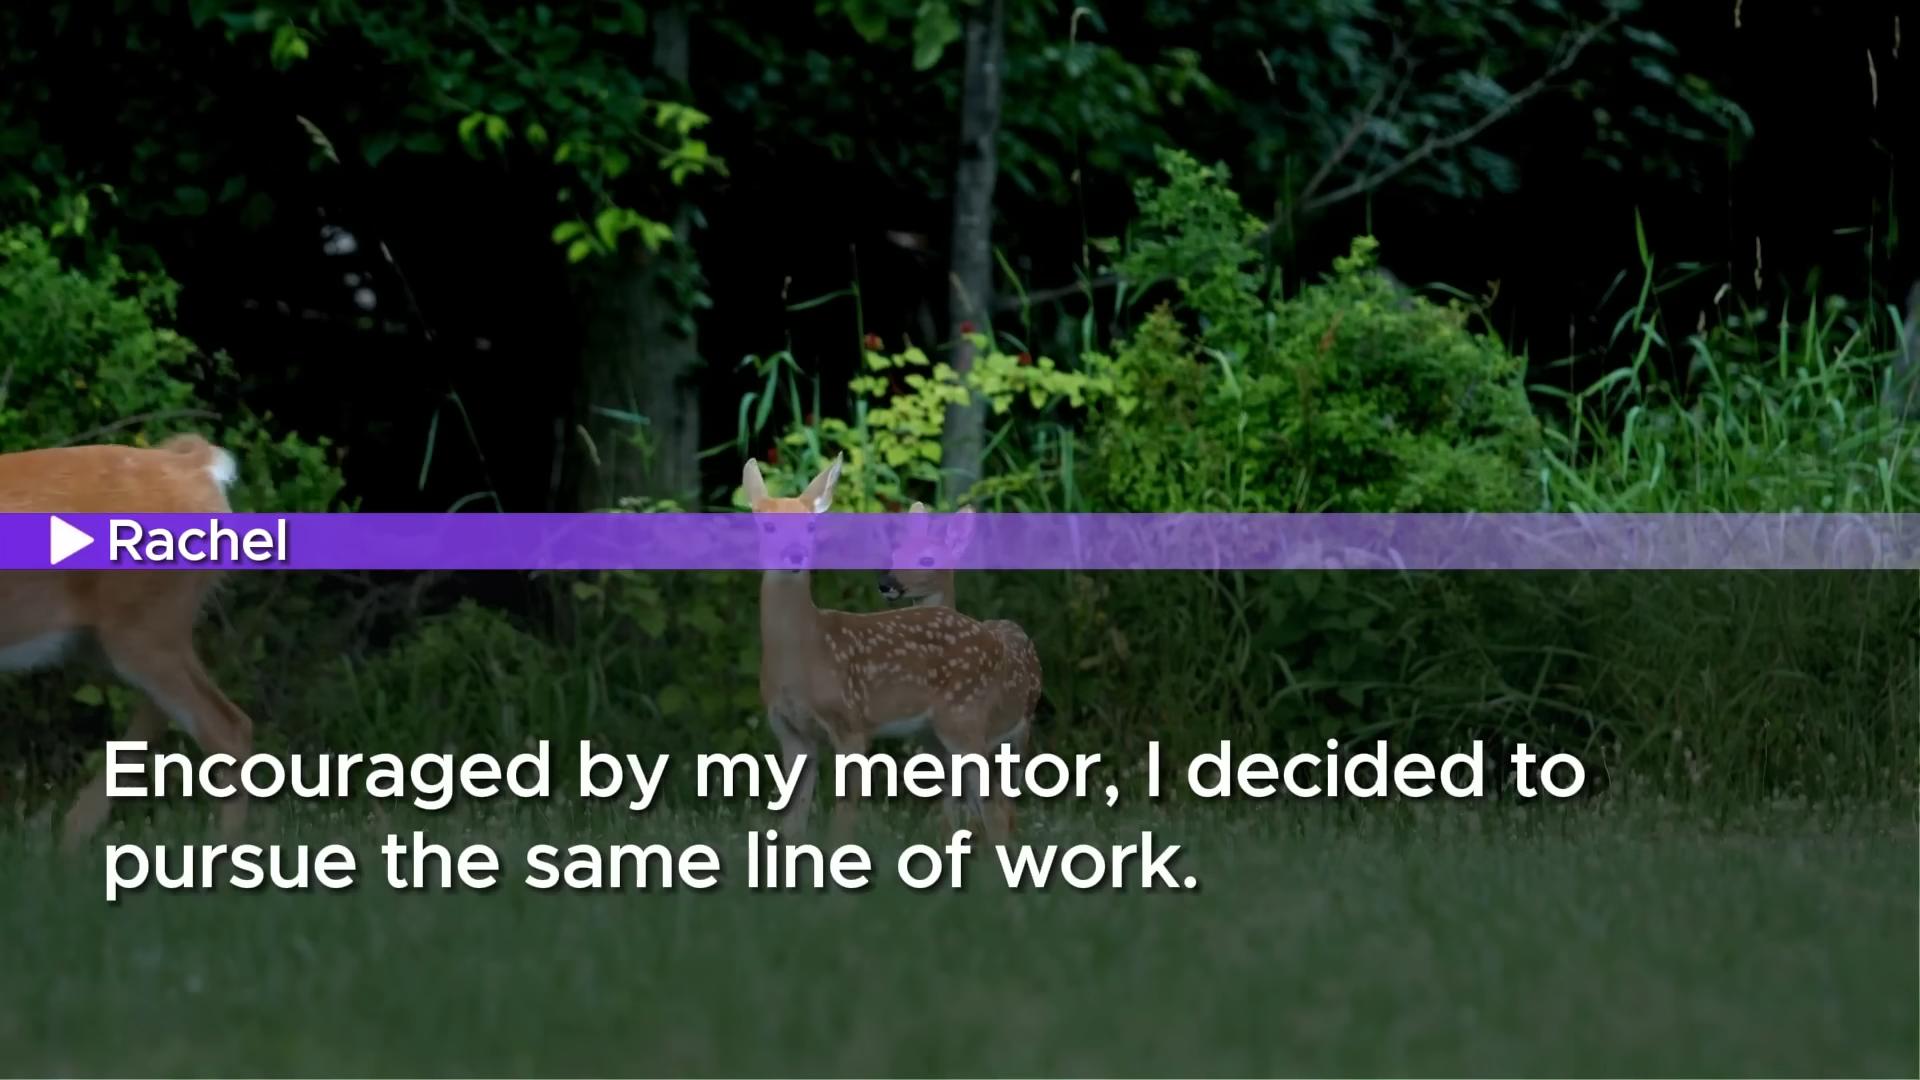 Rachel
Encouraged by my mentor, I decided to
pursue the same line of work.